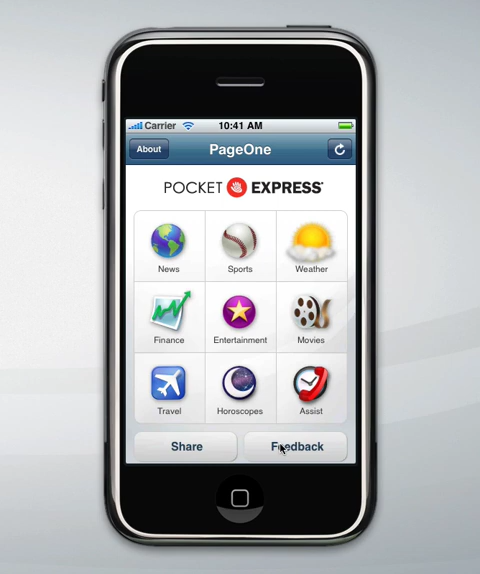 Carrier 10:41 AM
About PageOne
POCKET EXPRESS
News Sports Weather
Finance Entertainment Movies
Travel Horoscopes Assist
Share Feedback